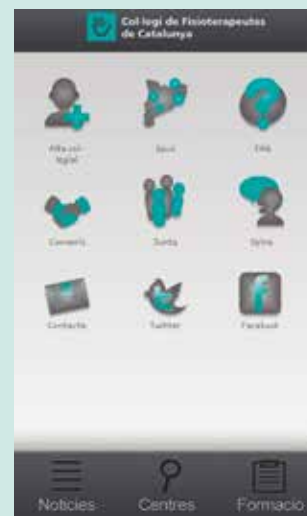 Col·legi de Fisioterapeutes
de Catalunya
Alta col·
legial
Seus
FAQ
Convenis
Junta
Opina
Contacte
Twitter
Facebook
Notícies
Centres
Formació